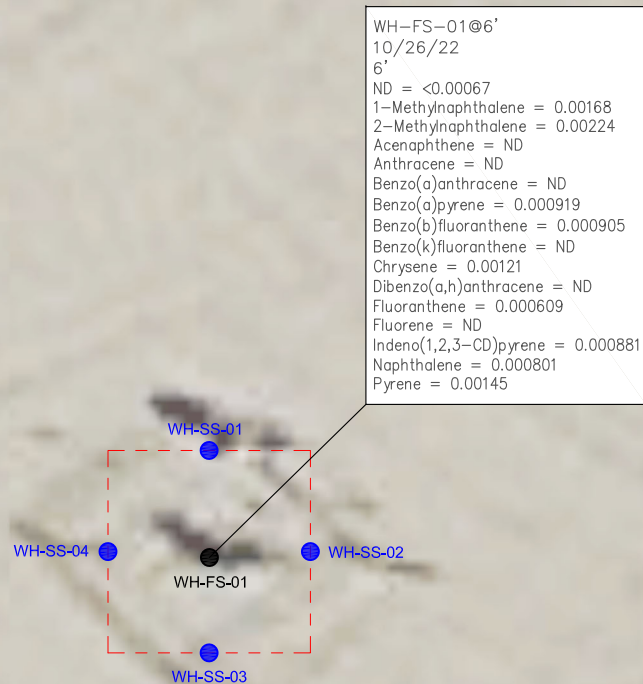 WH-FS-01@6'
10/26/22
6'
ND = <0.00067
1-Methylnaphthalene = 0.00168
2-Methylnaphthalene = 0.00224
Acenaphthene = ND
Anthracene = ND
Benzo(a)anthracene = ND
Benzo(a)pyrene = 0.000919
Benzo(b)fluoranthene = 0.000905
Benzo(k)fluoranthene = ND
Chrysene = 0.00121
Dibenzo(a,h)anthracene = ND
Fluoranthene = 0.000609
Fluorene = ND
Indeno(1,2,3-CD)pyrene = 0.000881
Naphthalene = 0.000801
Pyrene = 0.00145
WH-SS-01
WH-SS-04
WH-SS-02
WH-FS-01
WH-SS-03